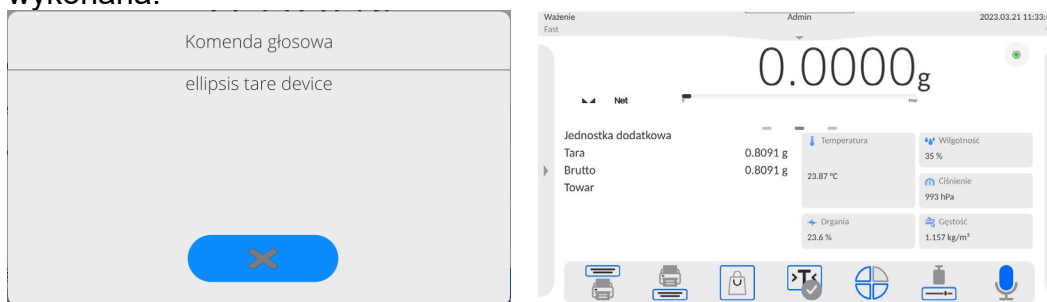 wykonana.
Komenda głosowa
ellipsis tare device
Ważenie
Admin
2023.03.21 11:33:
Fast
0.0000g
Net
0
Max
Jednostka dodatkowa
Tara 0.8091 g
Brutto 0.8091 g
Towar
Temperatura
23.87 °C
Wilgotność
35 %
Ciśnienie
993 hPa
Drgania
23.6 %
Gęstość
1.157 kg/m³
>T<